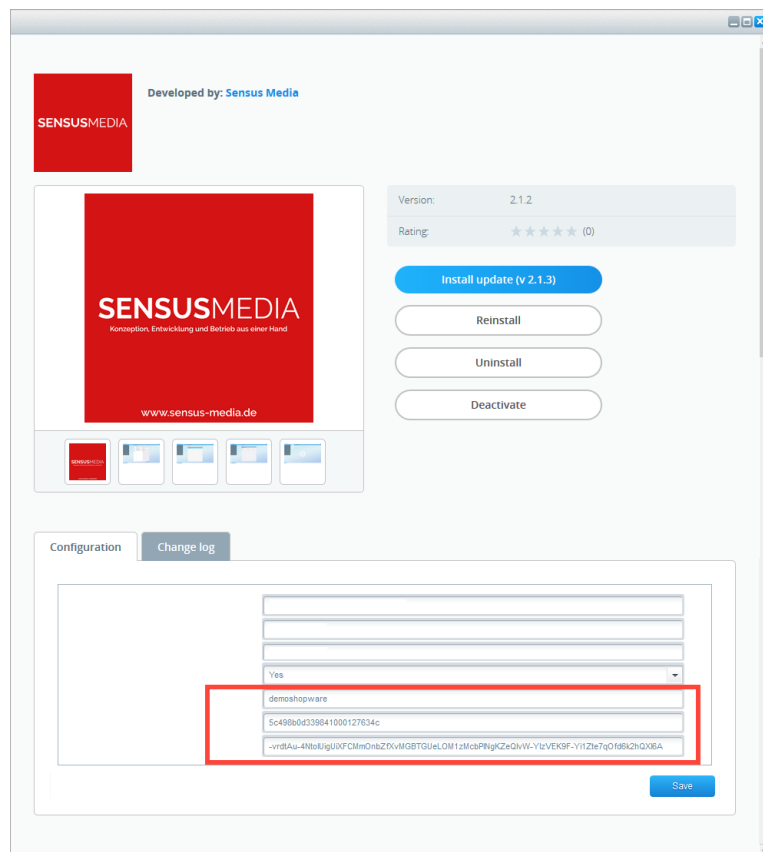 Developed by: Sensus Media
SENSUSMEDIA
Version: 2.1.2
Rating: (0)
Install update (v 2.1.3)
SENSUSMEDIA
Konzeption, Entwicklung und Betrieb aus einer Hand
Reinstall
Uninstall
Deactivate
www.sensus-media.de
SENSUSMEDIA
Configuration
Change log
Yes
demoshopware
5c498b0d339841000127634c
Save